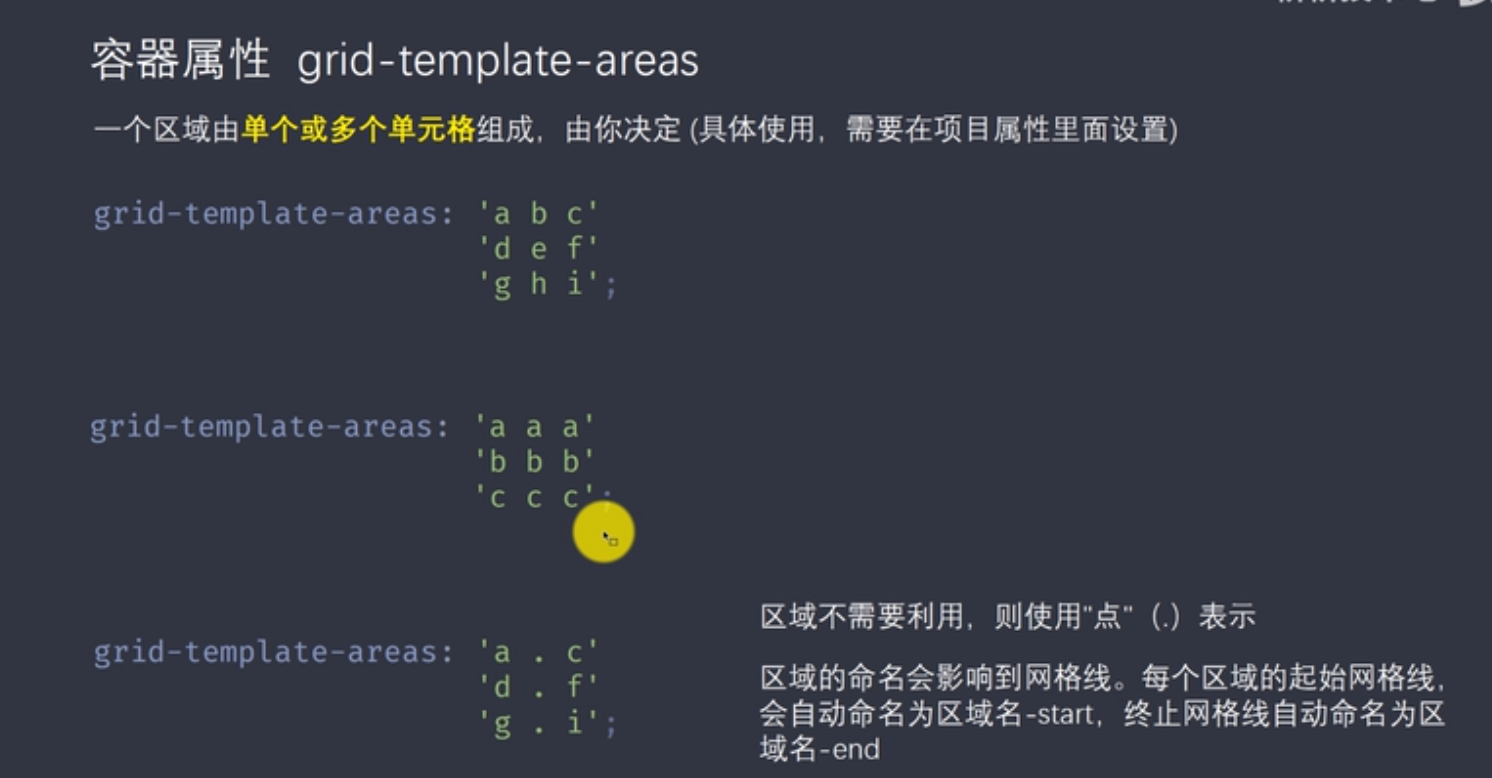 容器属性 grid-template-areas
一个区域由单个或多个单元格组成，由你决定 (具体使用，需要在项目属性里面设置)
grid-template-areas: 'a b c'
'd e f'
'g h i';
grid-template-areas: 'a a a'
'b b b'
'c c c';
区域不需要利用，则使用"点"（.）表示
grid-template-areas: 'a . c'
'd . f'
'g . i';
区域的命名会影响到网格线。每个区域的起始网格线，
会自动命名为区域名-start，终止网格线自动命名为区
域名-end